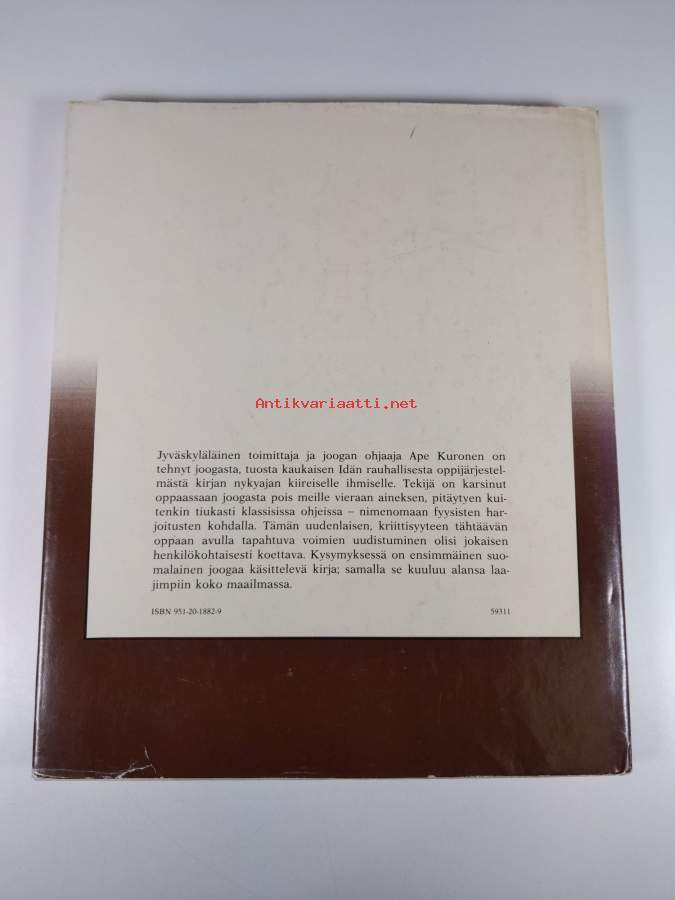 Antikvariaatti.net
Jyväskyläläinen toimittaja ja joogan ohjaaja Ape Kuronen on
tehnyt joogasta, tuosta kaukaisen Idän rauhallisesta oppijärjestel-
mästä kirjan nykyajan kiireiselle ihmiselle. Tekijä on karsinut
oppaassaan joogasta pois meille vieraan aineksen, pitäytyen kui-
tenkin tiukasti klassisissa ohjeissa – nimenomaan fyysisten har-
joitusten kohdalla. Tämän uudenlaisen, kriittisyyteen tähtäävän
oppaan avulla tapahtuva voimien uudistuminen olisi jokaisen
henkilökohtaisesti koettava. Kysymyksessä on ensimmäinen suo-
malainen joogaa käsittelevä kirja; samalla se kuuluu alansa laa-
jimpiin koko maailmassa.
ISBN 951-20-1882-9 59311